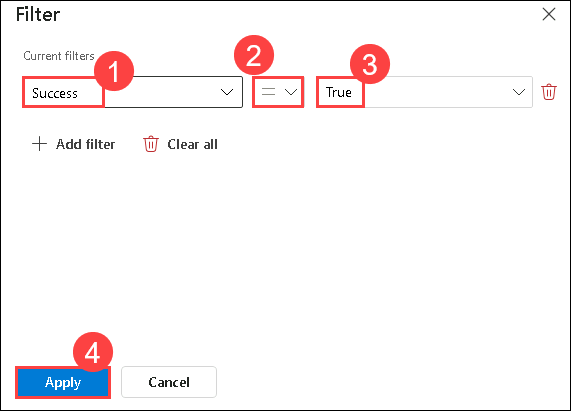 Filter
Current filters
1 2 3
Success = True
Add filter Clear all
4
Apply Cancel